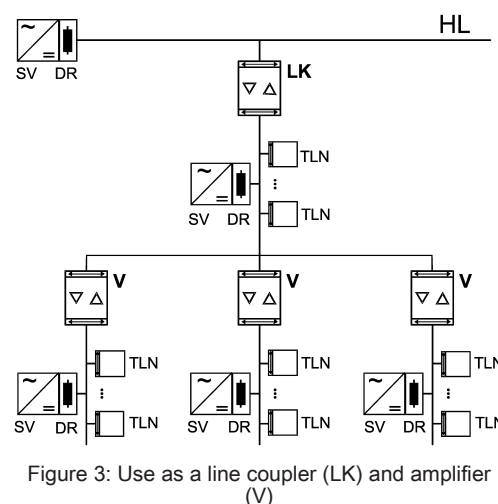 HL
SV DR
LK
TLN
...
SV DR
TLN
V V V
TLN TLN TLN
... ... ...
SV DR TLN SV DR TLN SV DR TLN
Figure 3: Use as a line coupler (LK) and amplifier
(V)